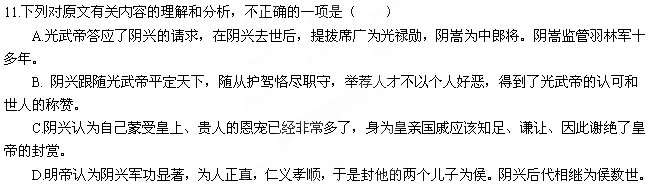 11.下列对原文有关内容的理解和分析，不正确的一项是（　　）
A.光武帝答应了阴兴的请求，在阴兴去世后，提拔席广为光禄勋，阴嵩为中郎将。阴嵩监管羽林军十
多年。
B. 阴兴跟随光武帝平定天下，随从护驾恪尽职守，举荐人才不以个人好恶，得到了光武帝的认可和
世人的称赞。
C.阴兴认为自己蒙受皇上、贵人的恩宠已经非常多了，身为皇亲国戚应该知足、谦让、因此谢绝了皇
帝的封赏。
D.明帝认为阴兴军功显著，为人正直，仁义孝顺，于是封他的两个儿子为侯。阴兴后代相继为侯数世。